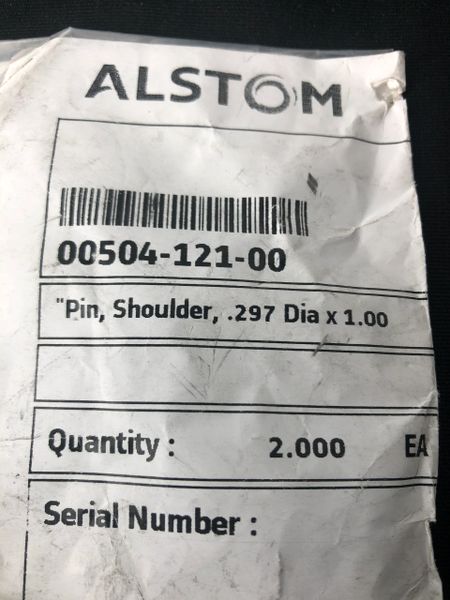 ALSTOM
00504-121-00
"Pin, Shoulder, .297 Dia x 1.00
Quantity : 2.000 EA
Serial Number :